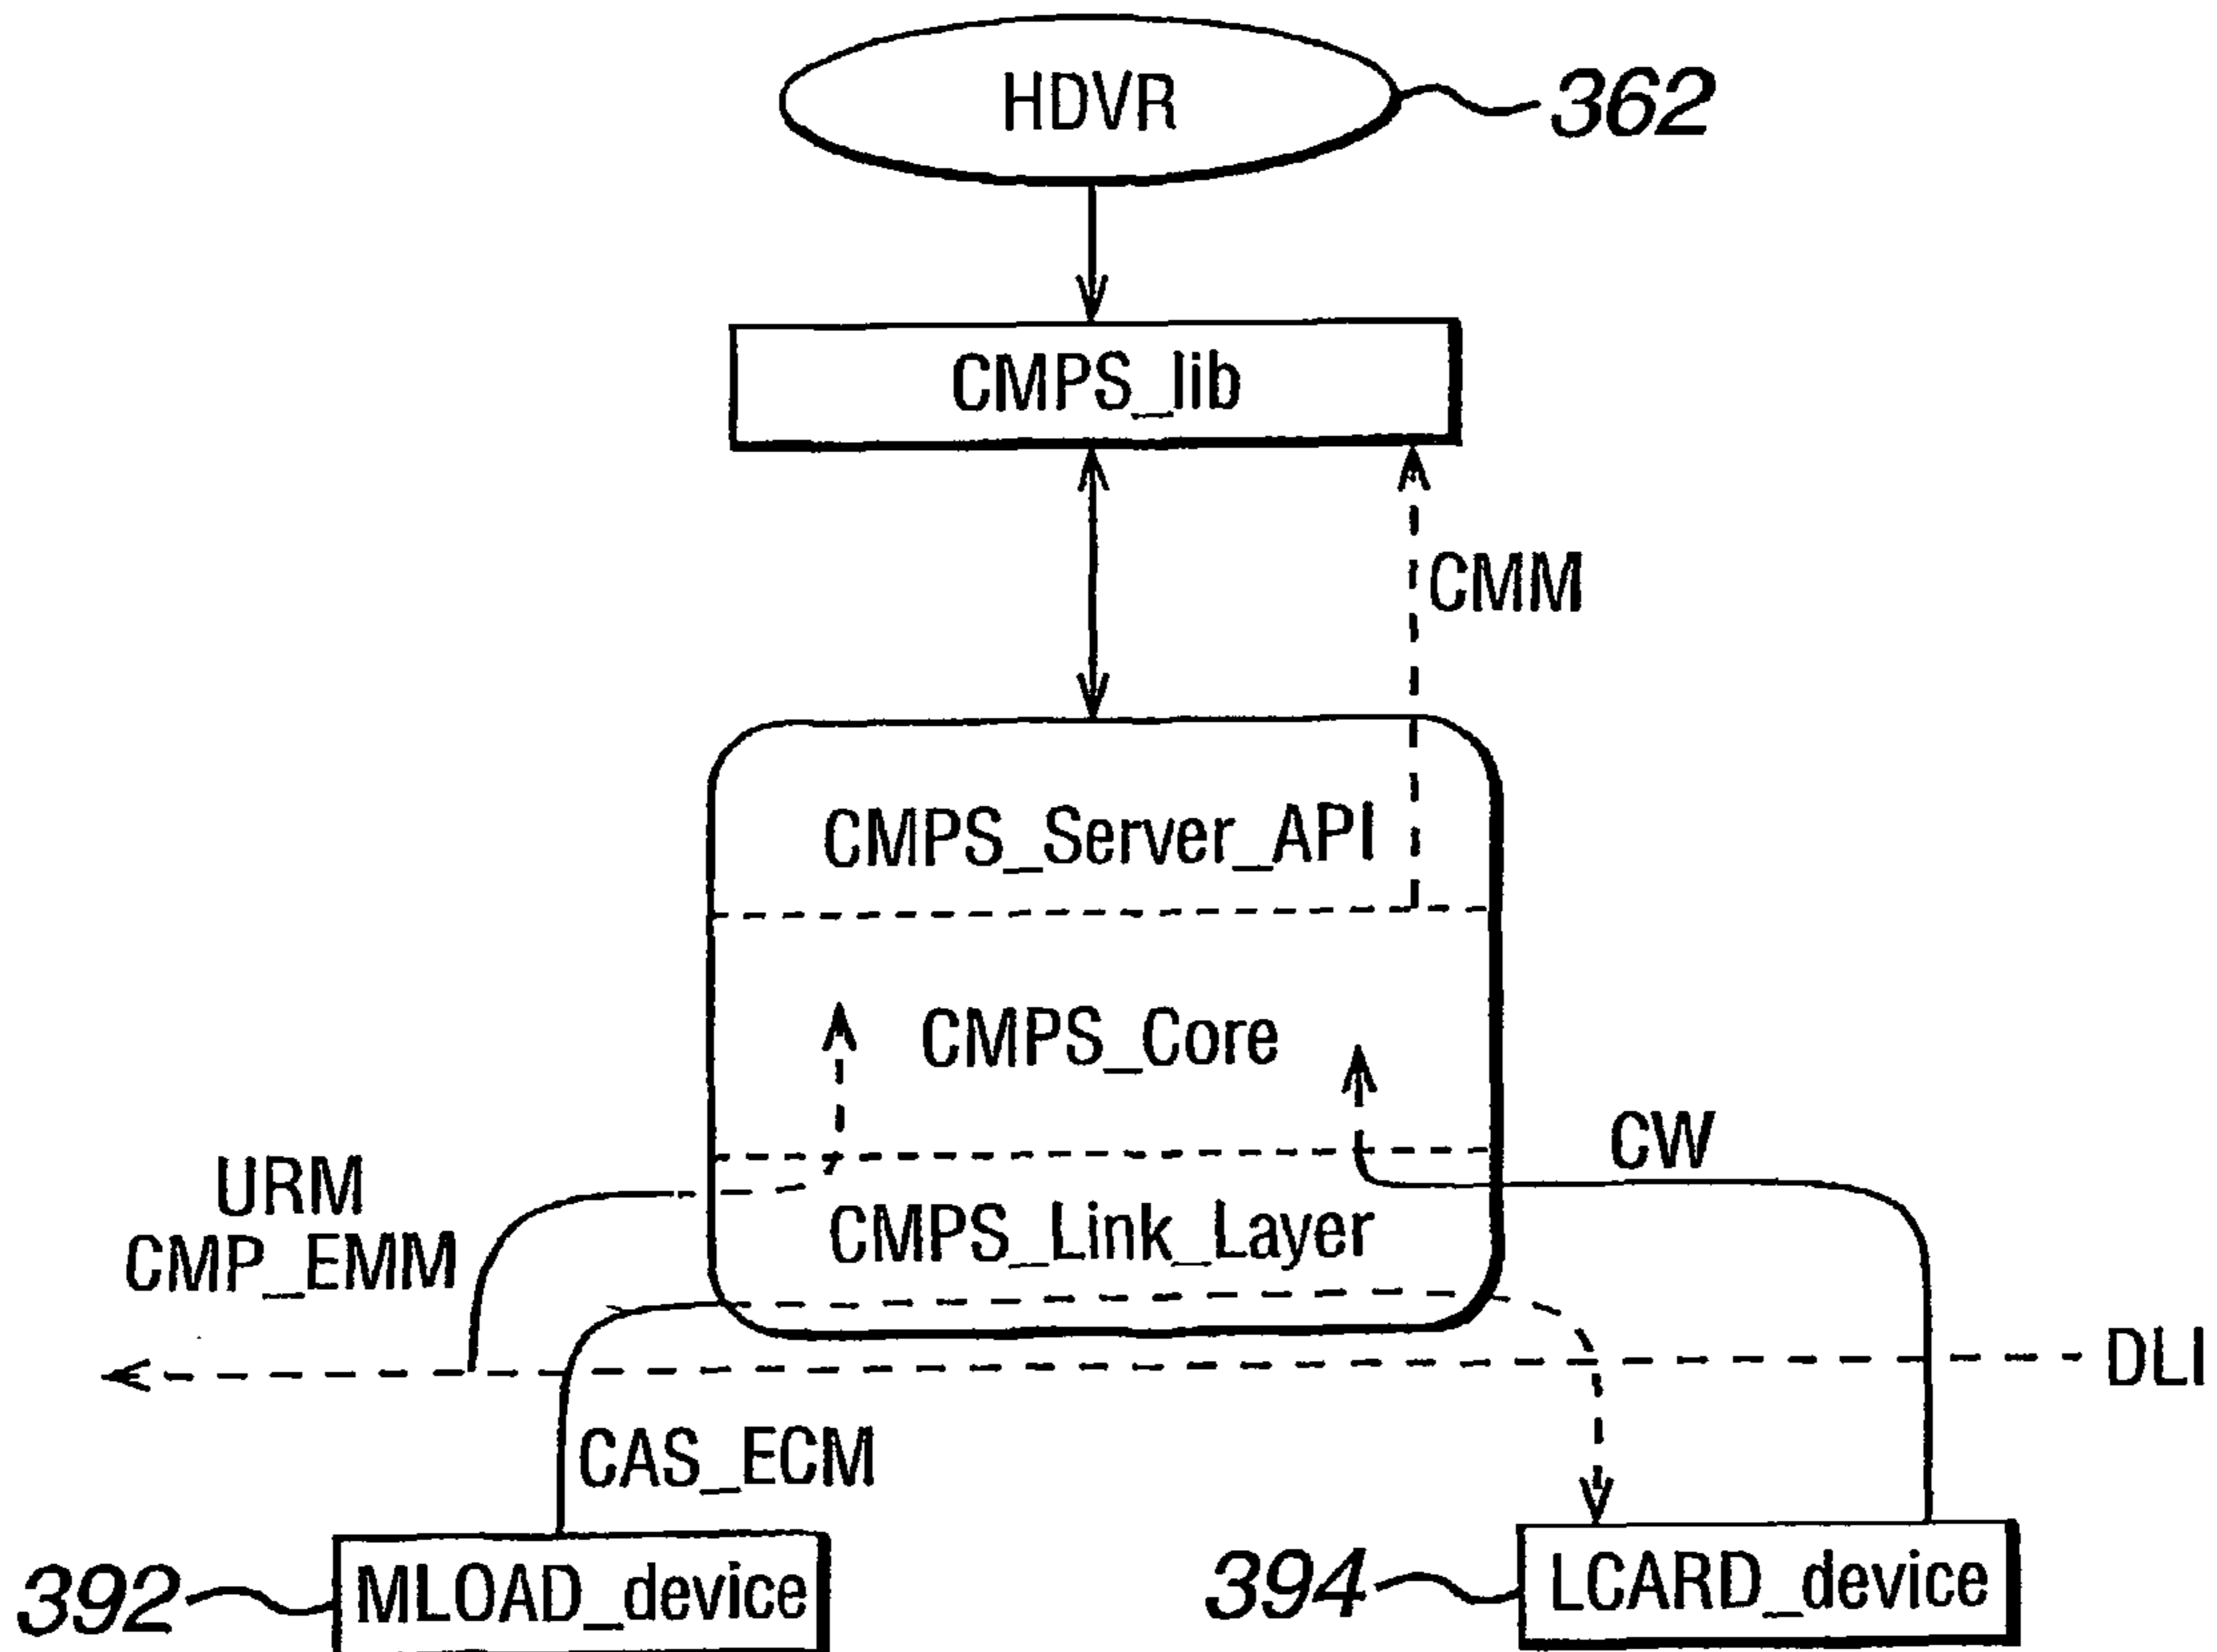 HDVR
362
CMPS_lib
CMM
CMPS_Server_API
CMPS_Core
CW
URM
CMP_EMM
CMPS_Link_Layer
DLI
CAS_ECM
392
MLOAD_device
394
LCARD_device